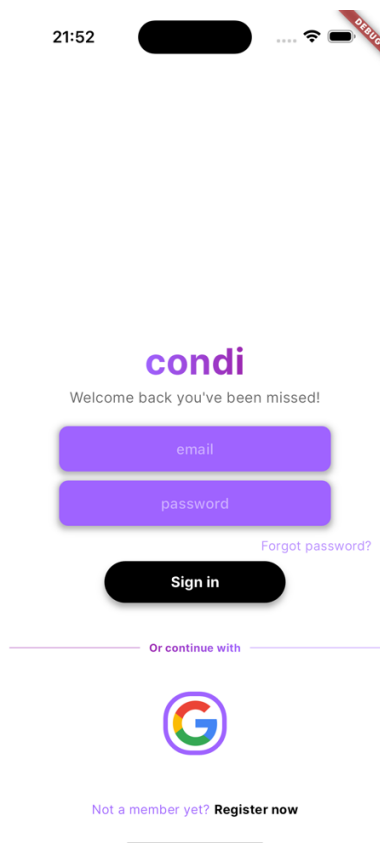 21:52
DEBUG
condi
Welcome back you've been missed!
email
password
Forgot password?
Sign in
Or continue with
Not a member yet? Register now